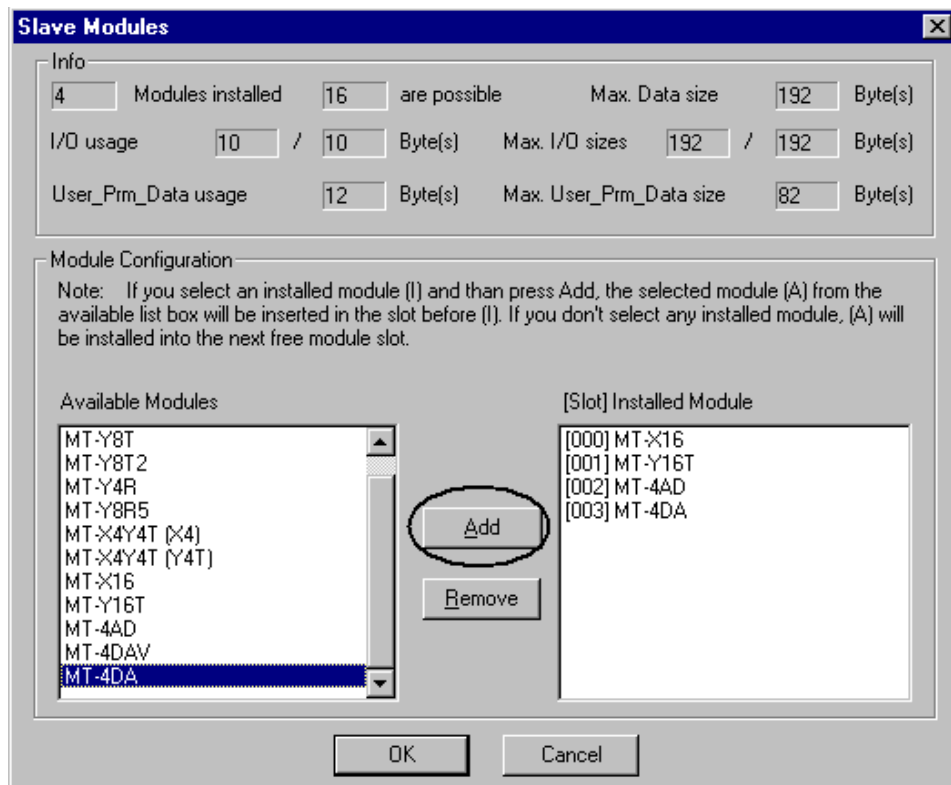 Slave Modules
Info
4 Modules installed 16 are possible Max. Data size 192 Byte(s)
I/O usage 10 / 10 Byte(s) Max. I/O sizes 192 / 192 Byte(s)
User_Prm_Data usage 12 Byte(s) Max. User_Prm_Data size 82 Byte(s)
Module Configuration
Note: If you select an installed module (I) and than press Add, the selected module (A) from the
available list box will be inserted in the slot before (I). If you don't select any installed module, (A) will
be installed into the next free module slot.
Available Modules
MT-Y8T
MT-Y8T2
MT-Y4R
MT-Y8R5
MT-X4Y4T (X4)
MT-X4Y4T (Y4T)
MT-X16
MT-Y16T
MT-4AD
MT-4DAV
MT-4DA
Add
Remove
[Slot] Installed Module
[000] MT-X16
[001] MT-Y16T
[002] MT-4AD
[003] MT-4DA
OK Cancel